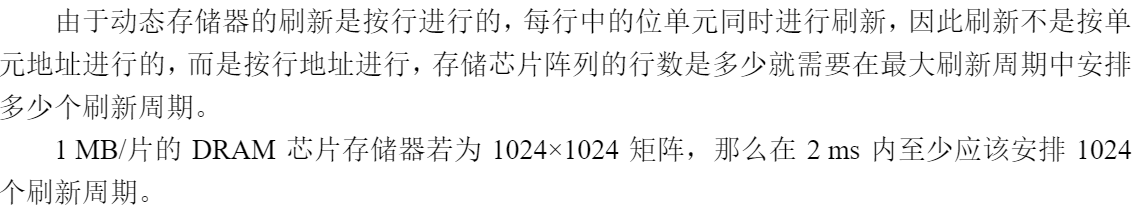 由于动态存储器的刷新是按行进行的，每行中的位单元同时进行刷新，因此刷新不是按单
元地址进行的，而是按行地址进行，存储芯片阵列的行数是多少就需要在最大刷新周期中安排
多少个刷新周期。
1 MB/片的 DRAM 芯片存储器若为 1024×1024 矩阵，那么在 2 ms 内至少应该安排 1024
个刷新周期。